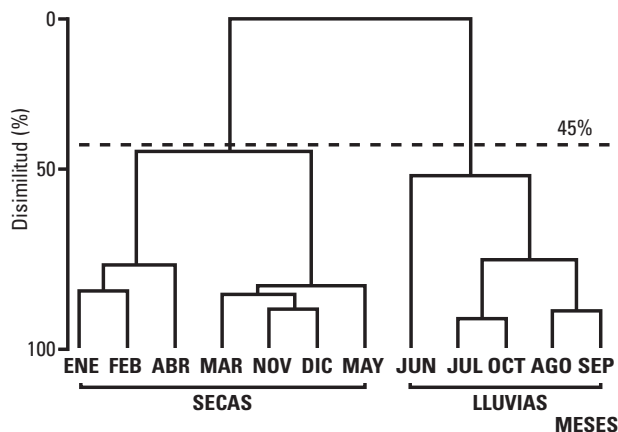 0
45%
Disimilitud (%)
50
100
ENE FEB ABR MAR NOV DIC MAY JUN JUL OCT AGO SEP
SECAS LLUVIAS
MESES